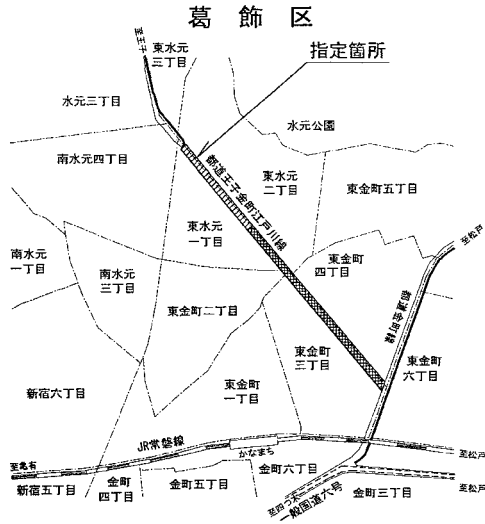 葛飾区
至王子
東水元
三丁目
指定箇所
水元三丁目
水元公園
南水元四丁目
都道王子金町江戸川線
東水元
二丁目
東金町五丁目
東水元
一丁目
南水元
一丁目
南水元
三丁目
東金町
四丁目
至松戸
都道金町線
東金町二丁目
東金町
三丁目
東金町
六丁目
新宿六丁目
東金町
一丁目
JR常磐線
かなまち
至亀有
至松戸
新宿五丁目
金町
四丁目
金町五丁目
金町六丁目
至四つ木
一般国道六号
金町三丁目
至松戸